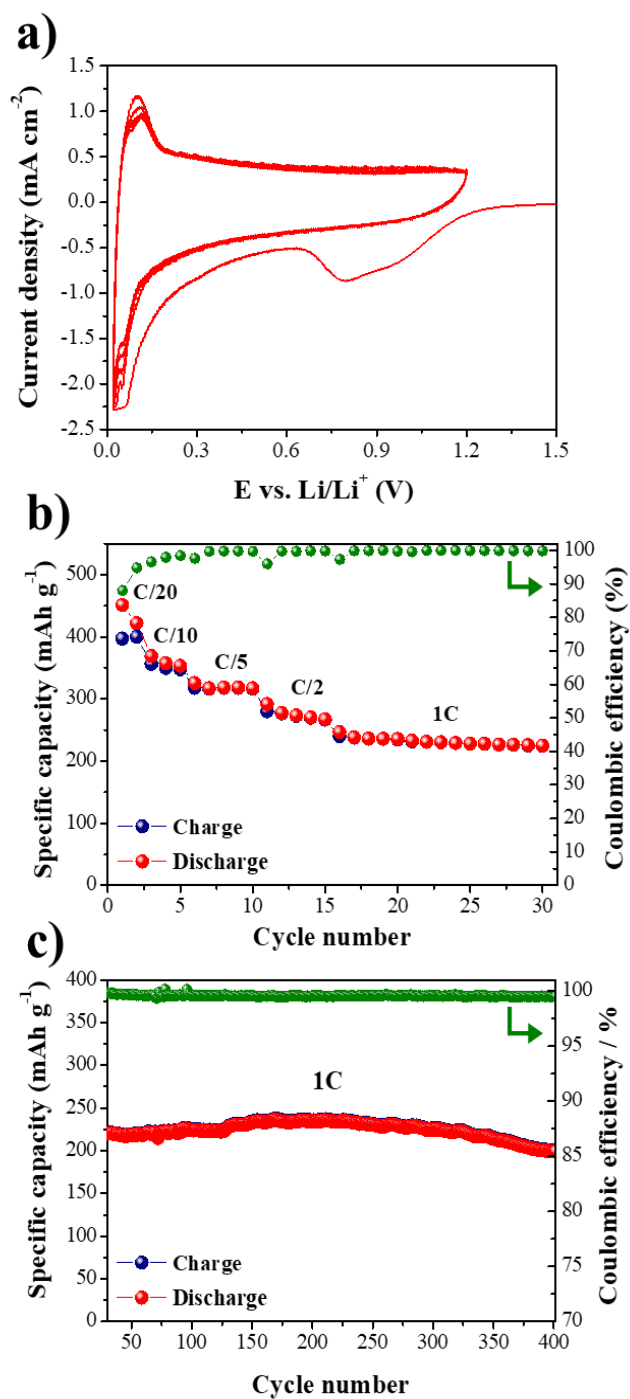 a)
Current density (mA cm⁻²)
1.5
1.0
0.5
0.0
-0.5
-1.0
-1.5
-2.0
-2.5
0.0 0.3 0.6 0.9 1.2 1.5
E vs. Li/Li⁺ (V)
b)
Specific capacity (mAh g⁻¹)
500
400
300
200
100
0
C/20
C/10
C/5
C/2
1C
Charge
Discharge
100
90
80
70
60
50
40
30
20
10
0
Coulombic efficiency (%)
0 5 10 15 20 25 30
Cycle number
c)
Specific capacity (mAh g⁻¹)
400
350
300
250
200
150
100
50
0
1C
Charge
Discharge
100
95
90
85
80
75
70
Coulombic efficiency / %
50 100 150 200 250 300 350 400
Cycle number